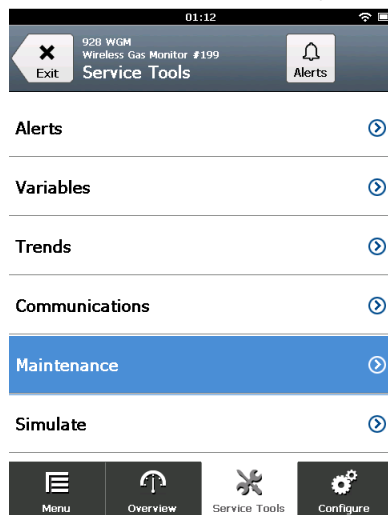 01:12
928 WGM
Wireless Gas Monitor #199
Service Tools
Exit
Alerts
Alerts
Variables
Trends
Communications
Maintenance
Simulate
Menu
Overview
Service Tools
Configure